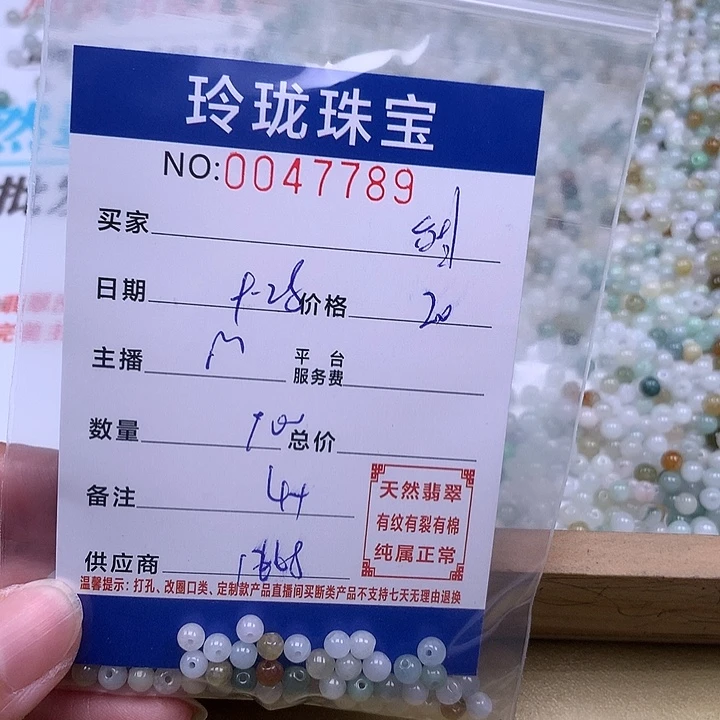 玲珑珠宝
NO:0047789
买家
日期 9-28 价格 20
主播 M 平台服务费
数量 总价
备注 44
供应商
天然翡翠
有纹有裂有棉
纯属正常
温馨提示：打孔、改圈口类、定制款产品直播间买断类产品不支持七天无理由退换